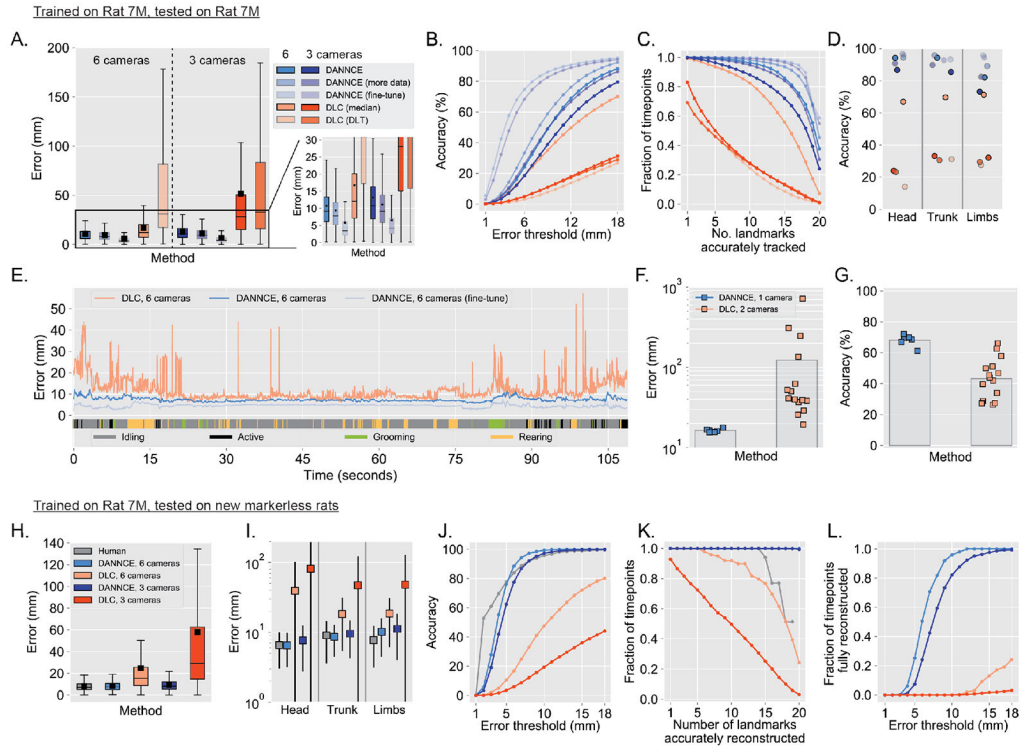 Trained on Rat 7M, tested on Rat 7M
A.
200
150
100
50
0
Error (mm)
6 cameras
3 cameras
Method
6 3 cameras
DANNCE
DANNCE (more data)
DANNCE (fine-tune)
DLC (median)
DLC (DLT)
30
25
20
15
10
5
0
Error (mm)
Method
B.
100
80
60
40
20
0
Accuracy (%)
1 6 12 18
Error threshold (mm)
C.
1.0
0.8
0.6
0.4
0.2
0.0
Fraction of timepoints
1 5 10 15 20
No. landmarks
accurately tracked
D.
100
80
60
40
20
0
Accuracy (%)
Head Trunk Limbs
E.
60
50
40
30
20
10
0
Error (mm)
DLC, 6 cameras
DANNCE, 6 cameras
DANNCE, 6 cameras (fine-tune)
Idling
Active
Grooming
Rearing
0 15 30 45 60 75 90 105
Time (seconds)
F.
10³
10²
10¹
Error (mm)
DANNCE, 1 camera
DLC, 2 cameras
Method
G.
100
80
60
40
20
0
Accuracy (%)
Method
Trained on Rat 7M, tested on new markerless rats
H.
140
120
100
80
60
40
20
0
Error (mm)
Human
DANNCE, 6 cameras
DLC, 6 cameras
DANNCE, 3 cameras
DLC, 3 cameras
Method
I.
10²
10¹
10⁰
Error (mm)
Head Trunk Limbs
J.
100
80
60
40
20
0
Accuracy
1 5 10 15 18
Error threshold (mm)
K.
1.0
0.8
0.6
0.4
0.2
0.0
Fraction of timepoints
1 5 10 15 20
Number of landmarks
accurately reconstructed
L.
1.0
0.8
0.6
0.4
0.2
0.0
Fraction of timepoints
fully reconstructed
1 5 10 15 18
Error threshold (mm)